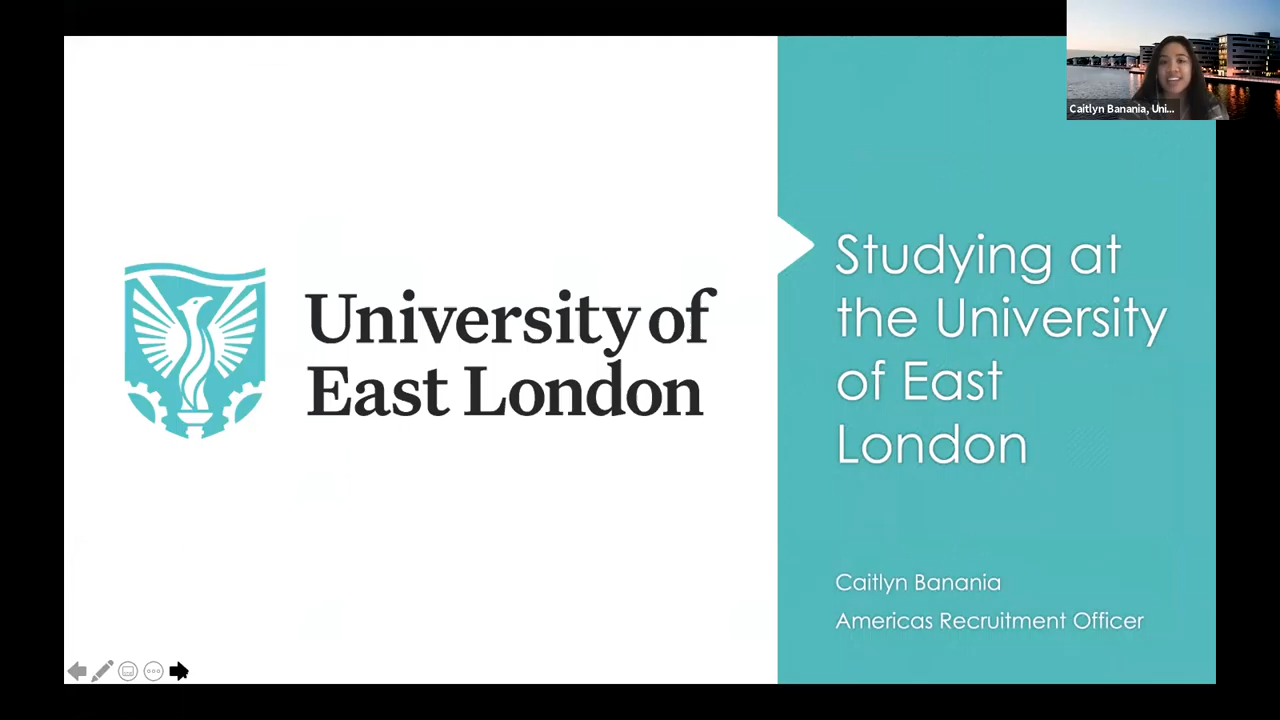 Caitlyn Banania, Uni...
University of
East London
Studying at
the University
of East
London
Caitlyn Banania
Americas Recruitment Officer